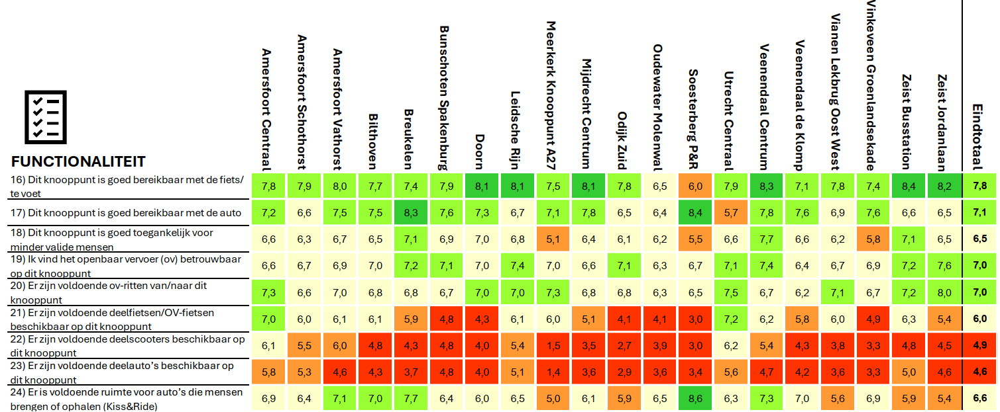 Amersfoort Centraal
Amersfoort Schothorst
Amersfoort Vathorst
Bilthoven
Breukelen
Bunschoten Spakenburg
Doorn
Leidsche Rijn
Meerkerk Knooppunt A27
Mijdrecht Centrum
Odijk Zuid
Oudewater Molenwal
Soesterberg P&R
Utrecht Centraal
Veenendaal Centrum
Veenendaal de Klomp
Vianen Lekbrug Oost West
Vinkeveen Groenlandsekade
Zeist Busstation
Zeist Jordanlaan
Eindtotaal
FUNCTIONALITEIT
16) Dit knooppunt is goed bereikbaar met de fiets/
te voet
7,8 7,9 8,0 7,7 7,4 7,9 8,1 8,1 7,5 8,1 7,8 6,5 6,0 7,9 8,3 7,1 7,8 7,4 8,4 8,2 7,8
17) Dit knooppunt is goed bereikbaar met de auto
7,2 6,6 7,5 7,5 8,3 7,6 7,3 6,7 7,1 7,8 6,5 6,4 8,4 5,7 7,8 7,6 6,9 7,6 6,6 6,5 7,1
18) Dit knooppunt is goed toegankelijk voor
minder valide mensen
6,6 6,3 6,7 6,5 7,1 6,9 7,0 6,8 5,1 6,4 6,1 6,2 5,5 6,6 7,7 6,6 6,2 5,8 7,1 6,5 6,5
19) Ik vind het openbaar vervoer (ov) betrouwbaar
op dit knooppunt
6,6 6,7 6,9 7,0 7,2 7,1 7,0 7,4 7,0 6,6 7,1 6,3 6,7 7,1 7,4 6,4 6,7 6,9 7,2 7,6 7,0
20) Er zijn voldoende ov-ritten van/naar dit
knooppunt
7,3 6,6 7,0 6,8 6,8 6,7 7,0 7,0 7,3 6,8 6,8 6,3 6,5 7,5 6,7 6,2 7,1 6,7 7,2 8,0 7,0
21) Er zijn voldoende deelfietsen/OV-fietsen
beschikbaar op dit knooppunt
7,0 6,0 6,1 6,1 5,9 4,8 4,3 6,1 6,0 5,1 4,1 4,1 3,0 7,2 6,2 5,8 6,0 4,9 6,3 5,4 6,0
22) Er zijn voldoende deelscooters beschikbaar op
dit knooppunt
6,1 5,5 6,0 4,8 4,3 4,8 4,0 5,4 1,5 3,5 2,7 3,9 3,0 6,2 5,4 4,3 3,8 3,3 4,8 4,5 4,9
23) Er zijn voldoende deelauto's beschikbaar op
dit knooppunt
5,8 5,3 4,6 4,3 3,7 4,8 4,0 5,1 1,4 3,6 2,9 3,6 3,4 5,6 4,7 4,2 3,6 3,3 5,0 4,6 4,6
24) Er is voldoende ruimte voor auto's die mensen
brengen of ophalen (Kiss&Ride)
6,9 6,4 7,1 7,0 7,7 6,4 6,0 6,5 5,0 6,1 5,9 6,5 8,6 6,3 7,3 7,0 5,6 6,9 5,9 5,4 6,6